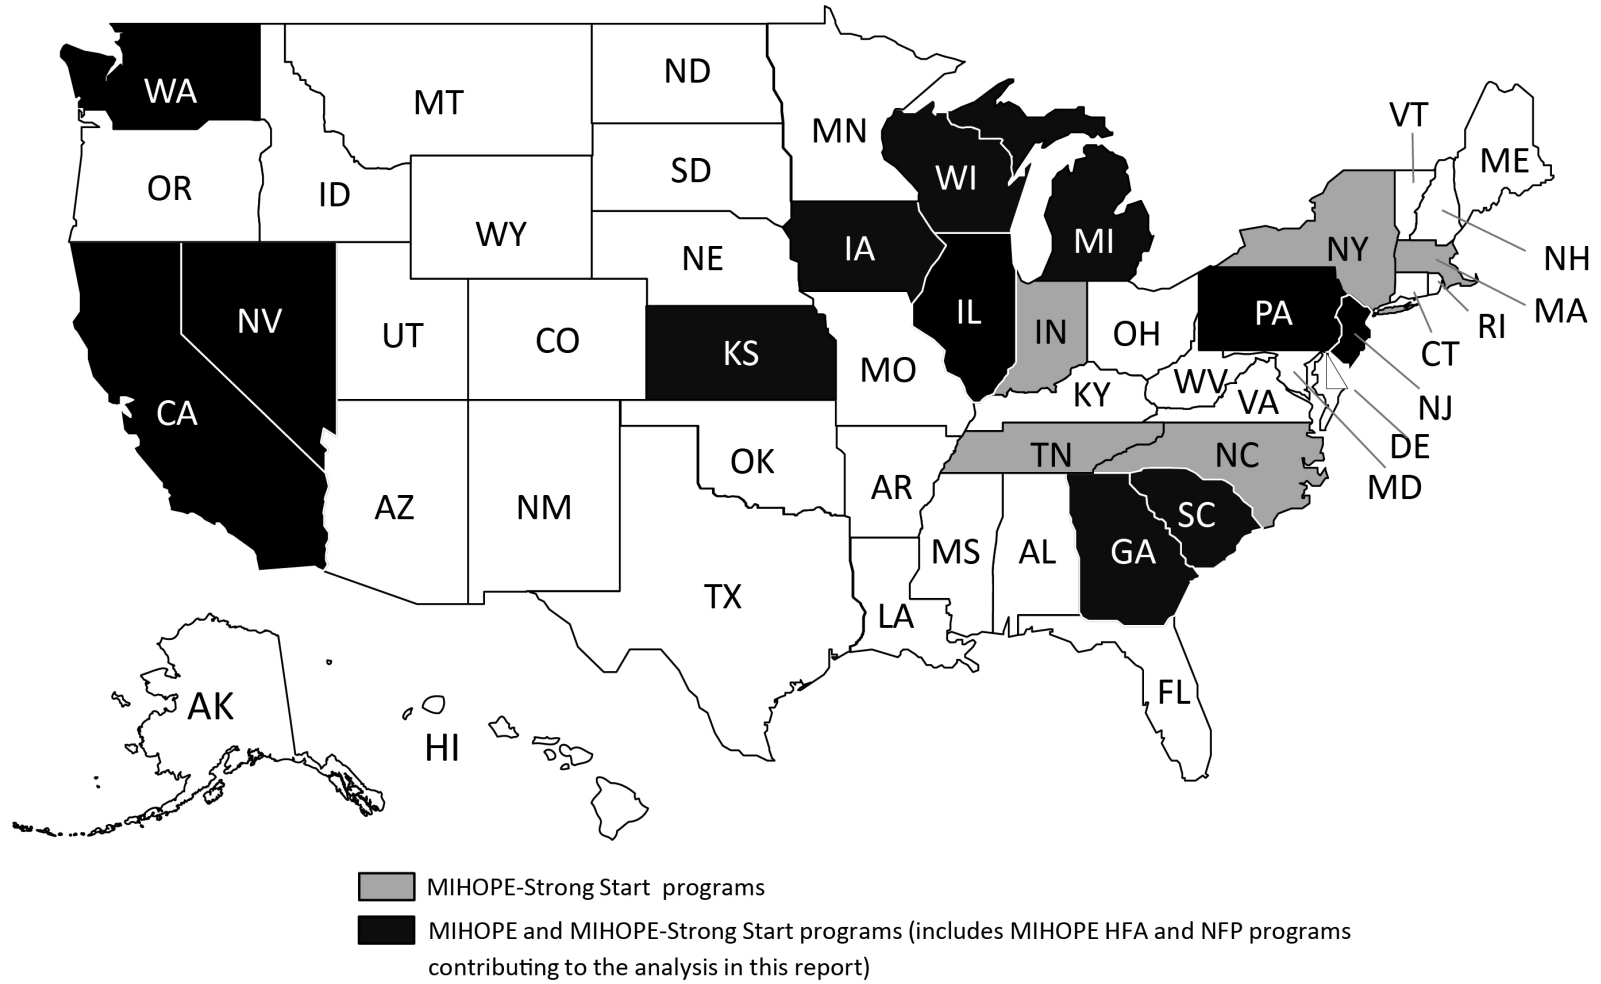 WA
MT
ND
MN
VT
ME
OR
ID
SD
WI
WY
NE
IA
MI
NY
NH
MA
NV
UT
CO
KS
MO
IL
IN
OH
PA
RI
CT
CA
KY
WV
VA
NJ
DE
MD
AZ
NM
OK
AR
TN
NC
SC
TX
LA
MS
AL
GA
FL
AK
HI
MIHOPE-Strong Start programs
MIHOPE and MIHOPE-Strong Start programs (includes MIHOPE HFA and NFP programs
contributing to the analysis in this report)